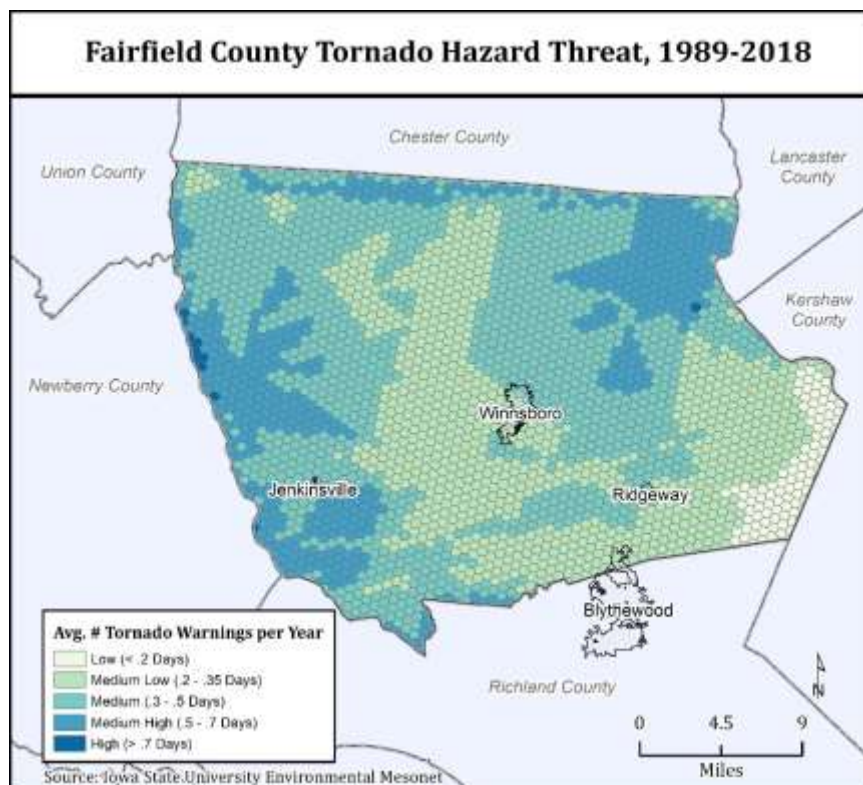 Fairfield County Tornado Hazard Threat, 1989-2018
Chester County
Union County
Lancaster
County
Kershaw
County
Newberry County
Winnsboro
Jenkinsville
Ridgeway
Blythewood
Richland County
Avg. # Tornado Warnings per Year
Low (< .2 Days)
Medium Low (.2 - .35 Days)
Medium (.3 - .5 Days)
Medium High (.5 - .7 Days)
High (> .7 Days)
N
0 4.5 9
Miles
Source: Iowa State University Environmental Mesonet